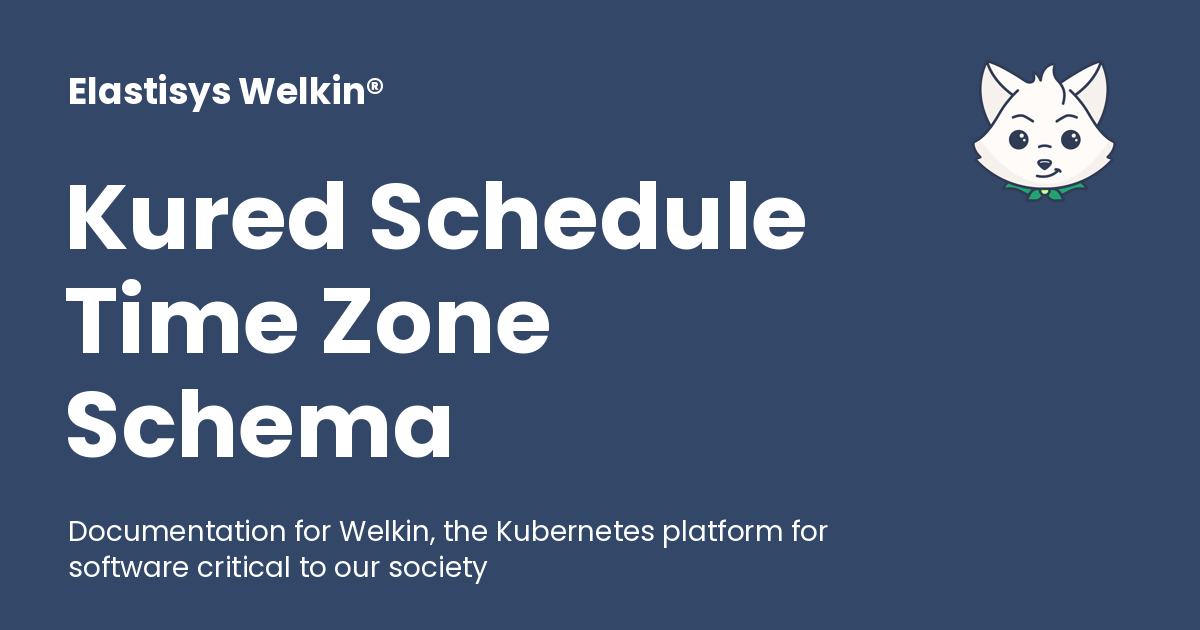 Elastisys Welkin®
Kured Schedule
Time Zone
Schema
Documentation for Welkin, the Kubernetes platform for
software critical to our society